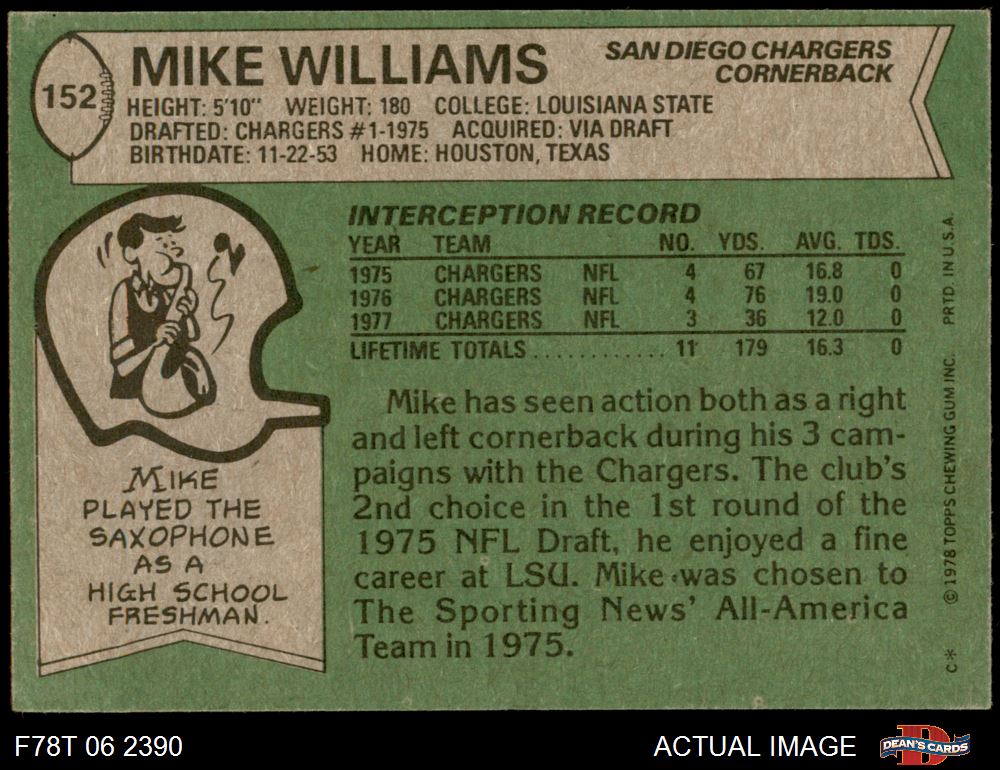 152
MIKE WILLIAMS
SAN DIEGO CHARGERS
CORNERBACK
HEIGHT: 5'10" WEIGHT: 180 COLLEGE: LOUISIANA STATE
DRAFTED: CHARGERS #1-1975 ACQUIRED: VIA DRAFT
BIRTHDATE: 11-22-53 HOME: HOUSTON, TEXAS
INTERCEPTION RECORD
YEAR TEAM NO. YDS. AVG. TDS.
1975 CHARGERS NFL 4 67 16.8 0
1976 CHARGERS NFL 4 76 19.0 0
1977 CHARGERS NFL 3 36 12.0 0
LIFETIME TOTALS ............ 11 179 16.3 0
Mike has seen action both as a right
and left cornerback during his 3 cam-
paigns with the Chargers. The club's
2nd choice in the 1st round of the
1975 NFL Draft, he enjoyed a fine
career at LSU. Mike was chosen to
The Sporting News' All-America
Team in 1975.
MIKE
PLAYED THE
SAXOPHONE
AS A
HIGH SCHOOL
FRESHMAN.
C* © 1978 TOPPS CHEWING GUM INC. PRTD. IN U.S.A.
F78T 06 2390
ACTUAL IMAGE
DEAN'S CARDS